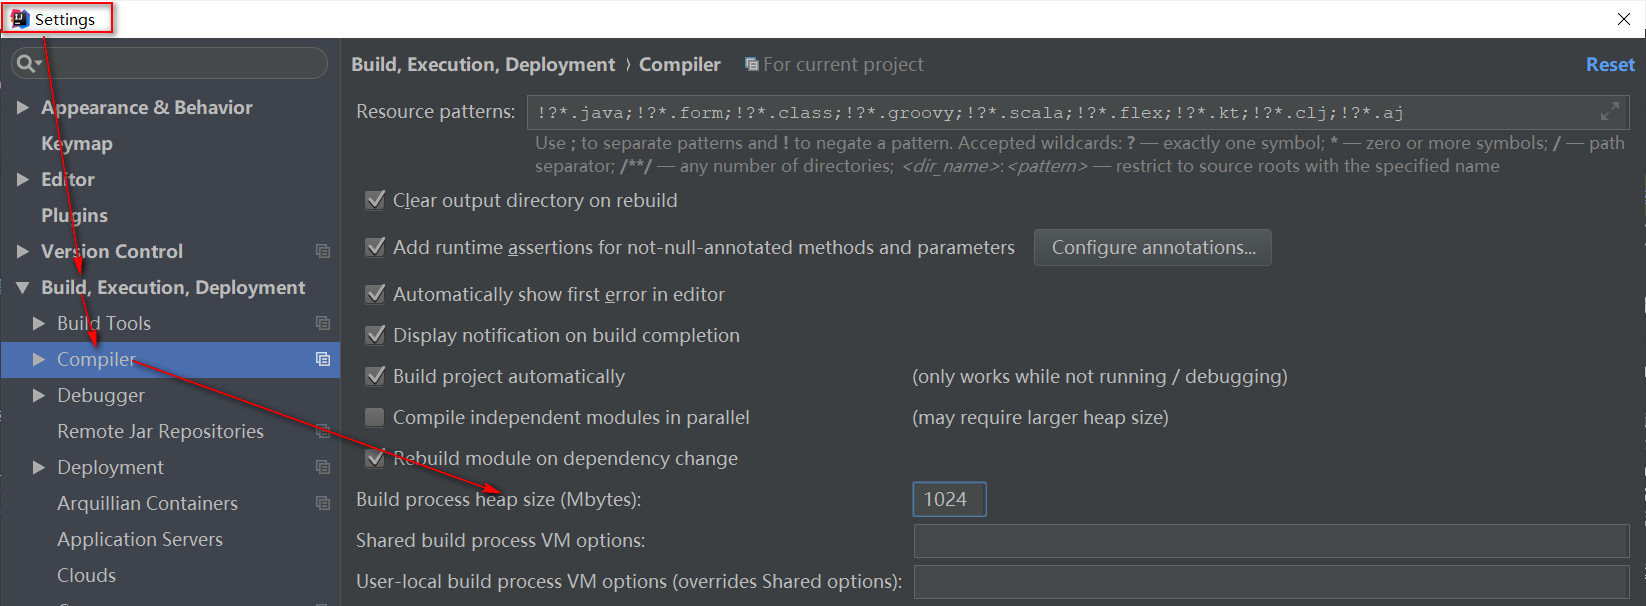 Settings
Appearance & Behavior
Keymap
Editor
Plugins
Version Control
Build, Execution, Deployment
Build Tools
Compiler
Debugger
Remote Jar Repositories
Deployment
Arquillian Containers
Application Servers
Clouds
Build, Execution, Deployment › Compiler For current project Reset
Resource patterns: !?*.java;!?*.form;!?*.class;!?*.groovy;!?*.scala;!?*.flex;!?*.kt;!?*.clj;!?*.aj
Use ; to separate patterns and ! to negate a pattern. Accepted wildcards: ? — exactly one symbol; * — zero or more symbols; / — path
separator; /**/ — any number of directories; <dir_name>:<pattern> — restrict to source roots with the specified name
Clear output directory on rebuild
Add runtime assertions for not-null-annotated methods and parameters Configure annotations...
Automatically show first error in editor
Display notification on build completion
Build project automatically (only works while not running / debugging)
Compile independent modules in parallel (may require larger heap size)
Rebuild module on dependency change
Build process heap size (Mbytes): 1024
Shared build process VM options:
User-local build process VM options (overrides Shared options):